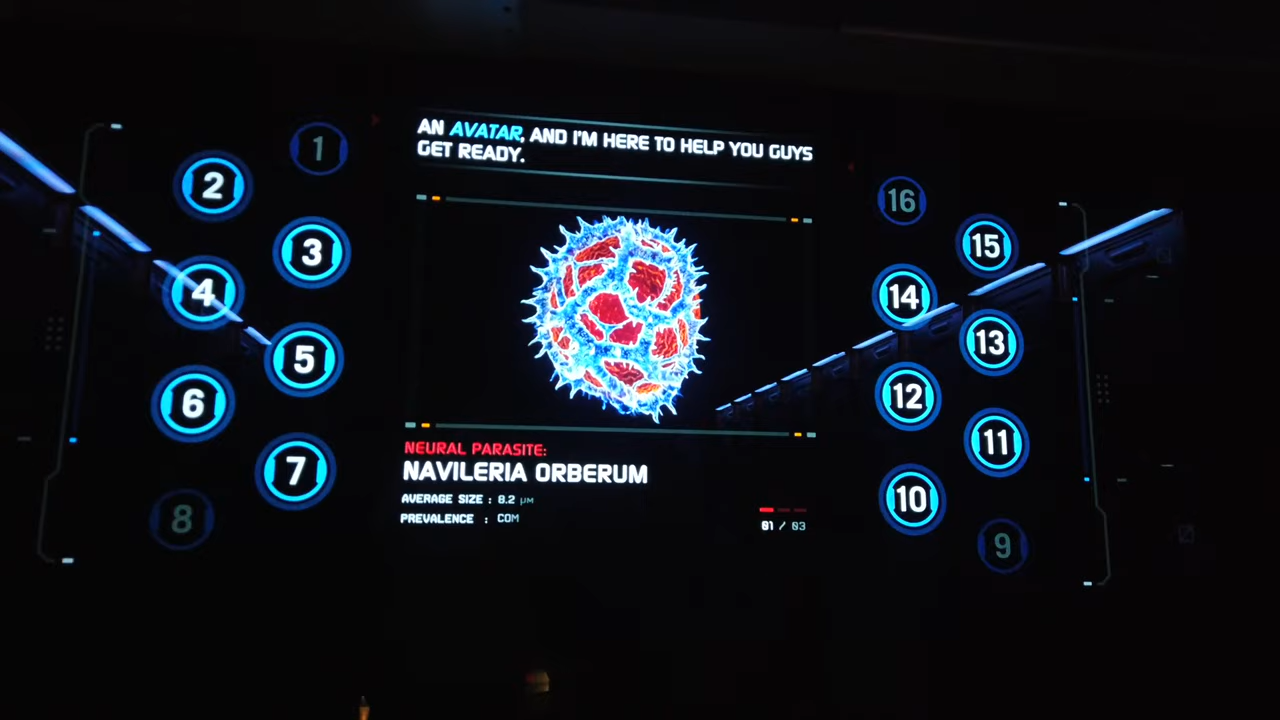 AN AVATAR, AND I'M HERE TO HELP YOU GUYS
GET READY.
1
2
3
4
5
6
7
8
NEURAL PARASITE:
NAVILERIA ORBERUM
AVERAGE SIZE : 8.2 µM
PREVALENCE : COM
01 / 03
16
15
14
13
12
11
10
9